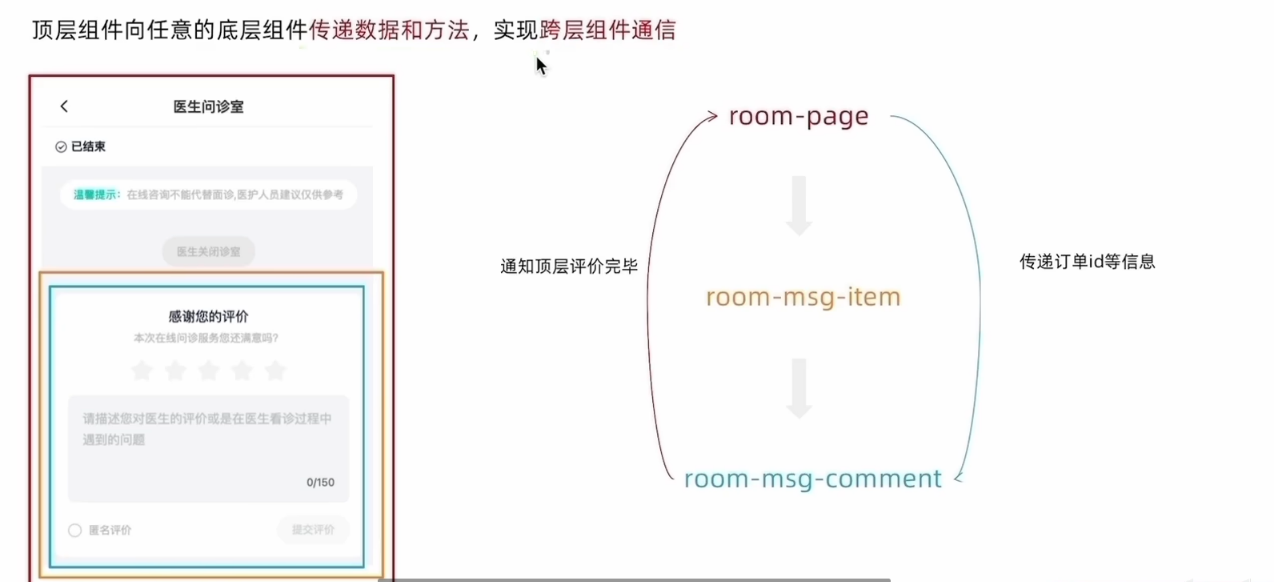 顶层组件向任意的底层组件传递数据和方法，实现跨层组件通信
医生问诊室
已结束
温馨提示：在线咨询不能代替面诊,医护人员建议仅供参考
医生关闭诊室
感谢您的评价
本次在线问诊服务您还满意吗?
请描述您对医生的评价或是在医生看诊过程中
遇到的问题
0/150
匿名评价
提交评价
room-page
通知顶层评价完毕
传递订单id等信息
room-msg-item
room-msg-comment